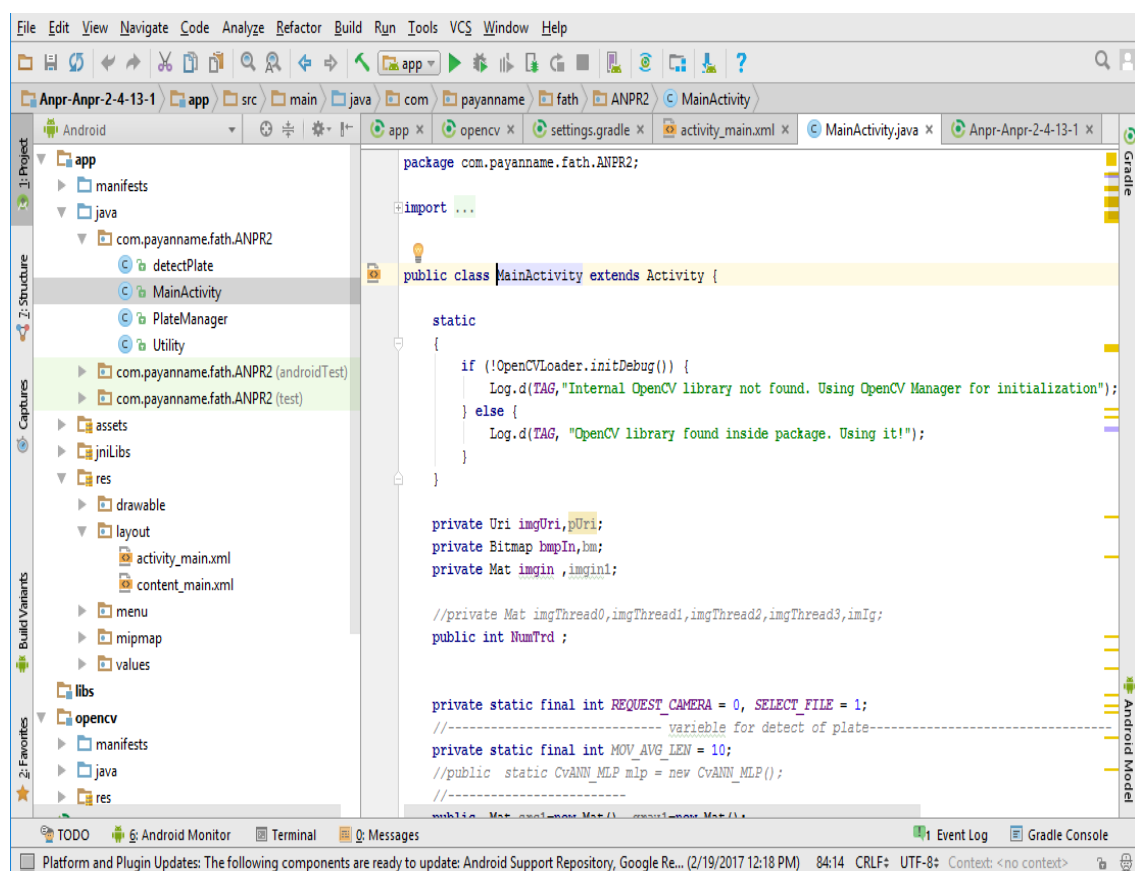 File Edit View Navigate Code Analyze Refactor Build Run Tools VCS Window Help
app
Anpr-Anpr-2-4-13-1 app src main java com payanname fath ANPR2 MainActivity
Android
app × opencv × settings.gradle × activity_main.xml × MainActivity.java × Anpr-Anpr-2-4-13-1 ×
1: Project
7: Structure
Captures
Build Variants
2: Favorites
app
manifests
java
com.payanname.fath.ANPR2
detectPlate
MainActivity
PlateManager
Utility
com.payanname.fath.ANPR2 (androidTest)
com.payanname.fath.ANPR2 (test)
assets
jniLibs
res
drawable
layout
activity_main.xml
content_main.xml
menu
mipmap
values
libs
opencv
manifests
java
res
package com.payanname.fath.ANPR2;
import ...
public class MainActivity extends Activity {
static
{
if (!OpenCVLoader.initDebug()) {
Log.d(TAG,"Internal OpenCV library not found. Using OpenCV Manager for initialization");
} else {
Log.d(TAG, "OpenCV library found inside package. Using it!");
}
}
private Uri imgUri,pUri;
private Bitmap bmpIn,bm;
private Mat imgin ,imgin1;
//private Mat imgThread0,imgThread1,imgThread2,imgThread3,imIg;
public int NumTrd ;
private static final int REQUEST_CAMERA = 0, SELECT_FILE = 1;
//------------------------------ varieble for detect of plate----------------------------------
private static final int MOV_AVG_LEN = 10;
//public static CvANN_MLP mlp = new CvANN_MLP();
//-------------------------
public Mat src1=new Mat(), gray1=new Mat();
Gradle
Android Model
TODO 6: Android Monitor Terminal 0: Messages 1 Event Log Gradle Console
Platform and Plugin Updates: The following components are ready to update: Android Support Repository, Google Re... (2/19/2017 12:18 PM) 84:14 CRLF÷ UTF-8÷ Context: <no context>